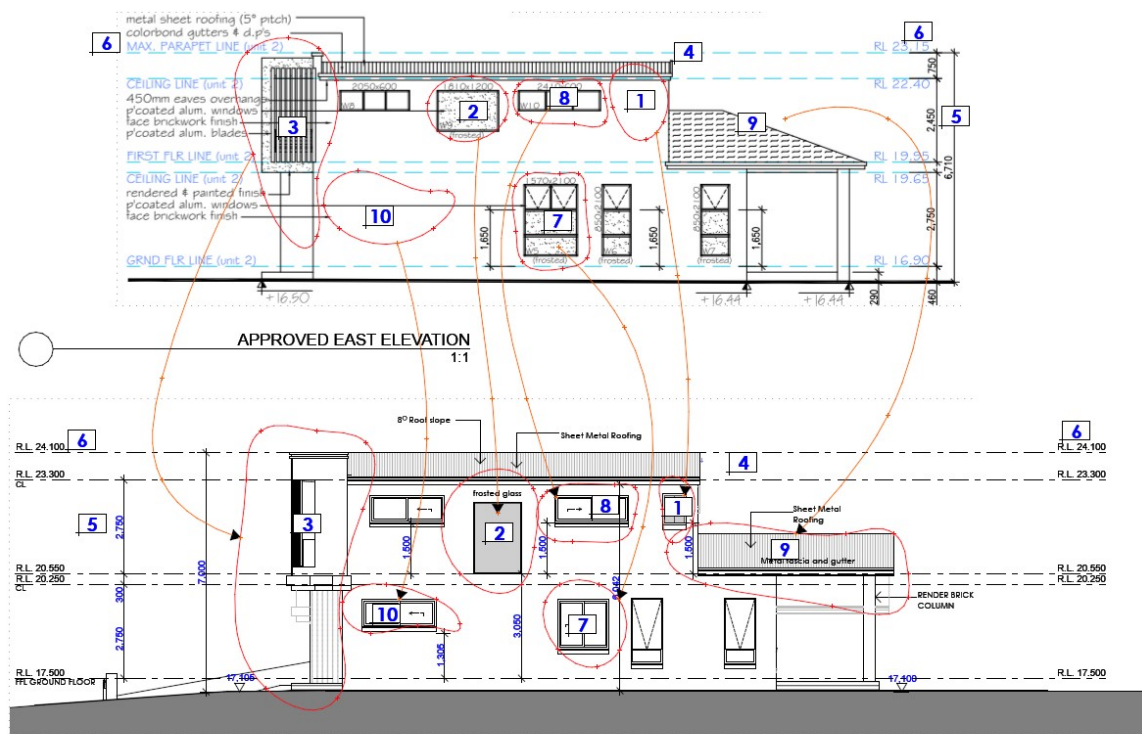 metal sheet roofing (5° pitch)
colorbond gutters & d.p's
6
MAX. PARAPET LINE (unit 2)
6
RL 23.15
4
750
CEILING LINE (unit 2)
RL 22.40
450mm eaves overhang
p'coated alum. windows
face brickwork finish
p'coated alum. blades
2050x600
W8
1810x1200
2
(frosted)
W10
8
1
3
9
2,450
5
6,710
FIRST FLR LINE (unit 2)
RL 19.95
CEILING LINE (unit 2)
RL 19.65
rendered & painted finish
p'coated alum. windows
face brickwork finish
10
1,650
1570x2100
7
W5
(frosted)
850x2100
W6
(frosted)
1,650
850x2100
W7
(frosted)
1,650
2,750
GRND FLR LINE (unit 2)
RL 16.90
+16.50
+16.44
+16.44
290
460
APPROVED EAST ELEVATION
1:1
8° Roof slope
Sheet Metal Roofing
6
R.L. 24.100
6
R.L. 24.100
4
R.L. 23.300
CL
R.L. 23.300
frosted glass
5
2,750
3
1,500
2
1,500
8
1
1,500
Sheet Metal
Roofing
9
Metal fascia and gutter
7,000
6,042
R.L. 20.550
R.L. 20.250
CL
R.L. 20.550
R.L. 20.250
300
2,750
10
1,305
3,050
7
RENDER BRICK
COLUMN
R.L. 17.500
FFL GROUND FLOOR
R.L. 17.500
17.105
17.100